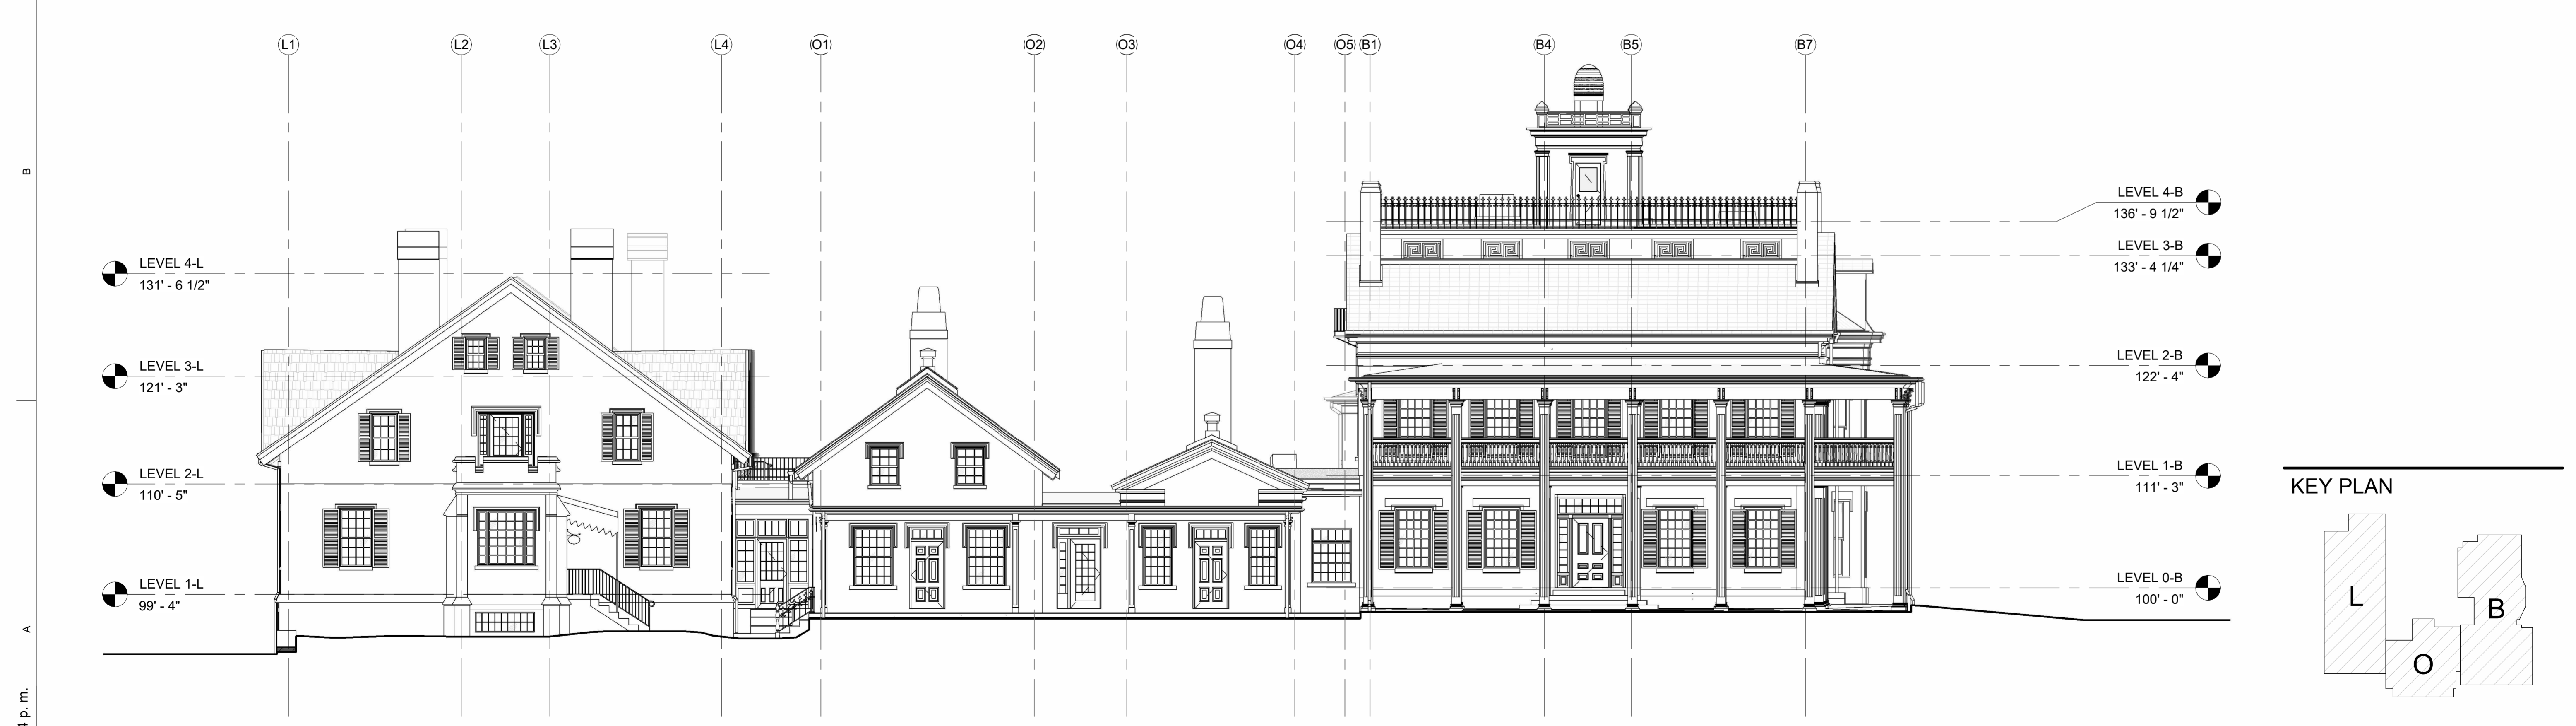 L1 L2 L3 L4 O1 O2 O3 O4 O5 B1 B4 B5 B7
B
LEVEL 4-B
136' - 9 1/2"
LEVEL 3-B
133' - 4 1/4"
LEVEL 4-L
131' - 6 1/2"
LEVEL 2-B
122' - 4"
LEVEL 3-L
121' - 3"
LEVEL 1-B
111' - 3"
LEVEL 2-L
110' - 5"
LEVEL 0-B
100' - 0"
LEVEL 1-L
99' - 4"
A
p. m.
KEY PLAN
L
B
O